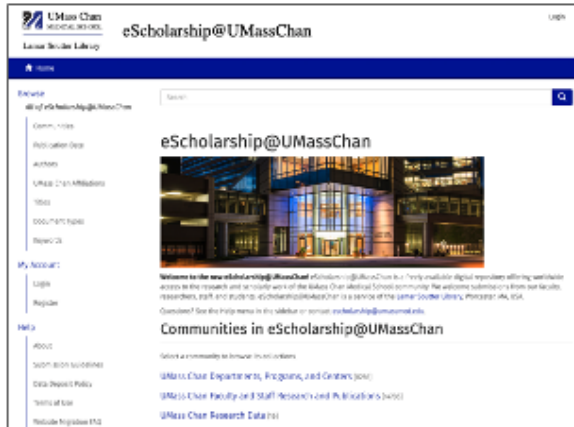 UMass Chan
MEDICAL SCHOOL
Lamar Soutter Library
eScholarship@UMassChan
Login
Home
Browse
All of eScholarship@UMassChan
Communities
Publication Date
Authors
UMass Chan Affiliations
Titles
Document Types
Keywords
My Account
Login
Register
Help
About
Submission Guidelines
Data Deposit Policy
Terms of Use
Website Migration FAQ
Search
eScholarship@UMassChan
Welcome to the new eScholarship@UMassChan! eScholarship@UMassChan is a freely available digital repository offering worldwide
access to the research and scholarly work of the UMass Chan Medical School community. We welcome submissions from our faculty,
researchers, staff, and students. eScholarship@UMassChan is a service of the Lamar Soutter Library, Worcester, MA, USA.
Questions? See the Help menu in the sidebar or contact escholarship@umassmed.edu.
Communities in eScholarship@UMassChan
Select a community to browse its collections.
UMass Chan Departments, Programs, and Centers
UMass Chan Faculty and Staff Research and Publications
UMass Chan Research Data